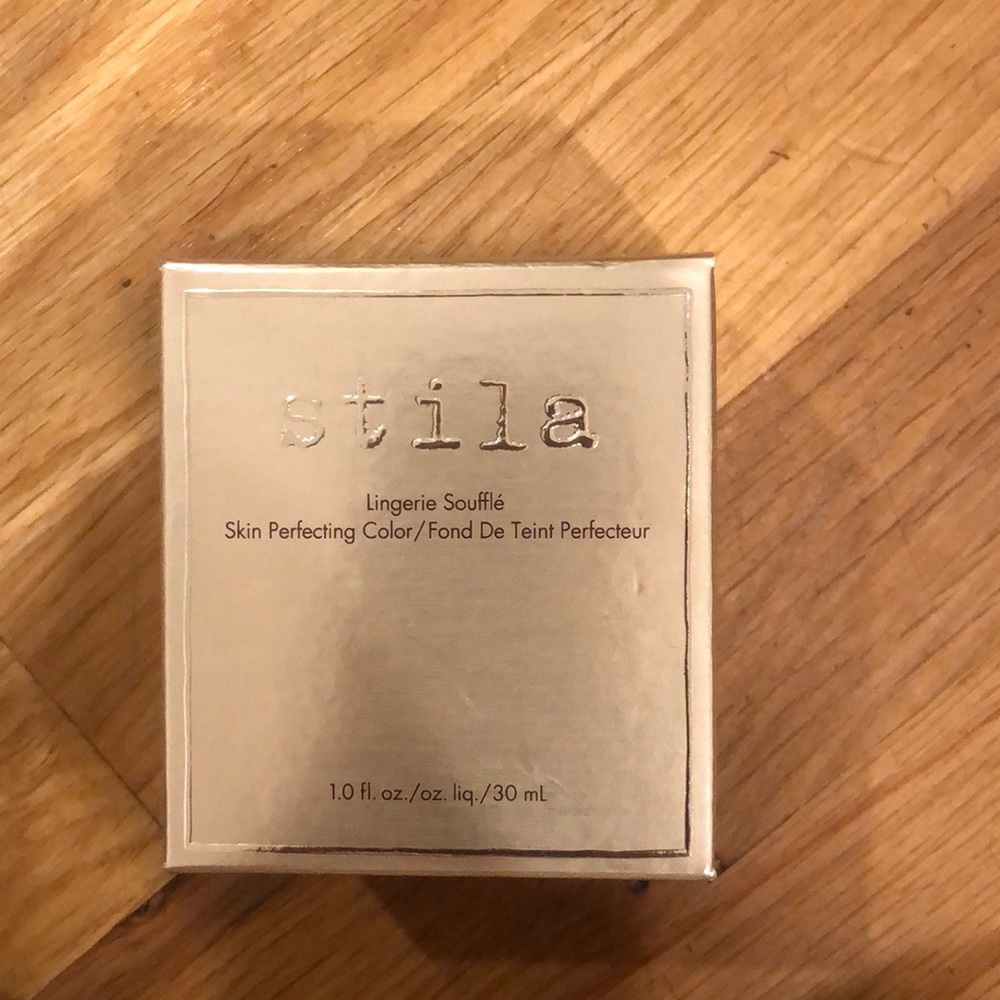 stila
Lingerie Soufflé
Skin Perfecting Color/Fond De Teint Perfecteur
1.0 fl. oz./oz. liq./30 mL